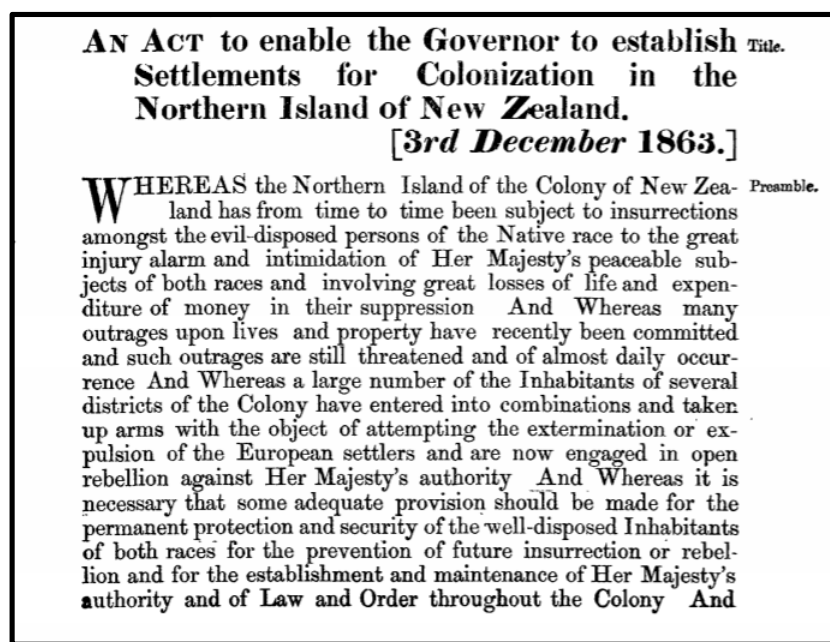 AN ACT to enable the Governor to establish Title.
Settlements for Colonization in the
Northern Island of New Zealand.
[3rd December 1863.]
WHEREAS the Northern Island of the Colony of New Zea- Preamble.
land has from time to time been subject to insurrections
amongst the evil-disposed persons of the Native race to the great
injury alarm and intimidation of Her Majesty's peaceable sub-
jects of both races and involving great losses of life and expen-
diture of money in their suppression And Whereas many
outrages upon lives and property have recently been committed
and such outrages are still threatened and of almost daily occur-
rence And Whereas a large number of the Inhabitants of several
districts of the Colony have entered into combinations and taken
up arms with the object of attempting the extermination or ex-
pulsion of the European settlers and are now engaged in open
rebellion against Her Majesty's authority And Whereas it is
necessary that some adequate provision should be made for the
permanent protection and security of the well-disposed Inhabitants
of both races for the prevention of future insurrection or rebel-
lion and for the establishment and maintenance of Her Majesty's
authority and of Law and Order throughout the Colony And